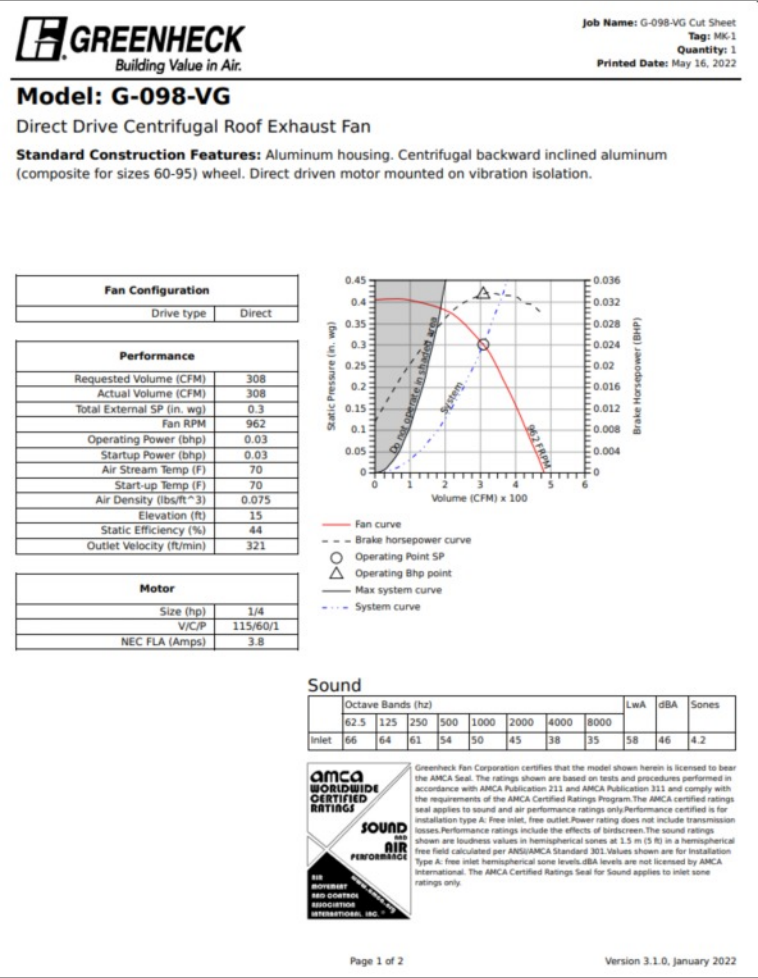 GREENHECK
Building Value in Air.
Job Name: G-098-VG Cut Sheet
Tag: MK-1
Quantity: 1
Printed Date: May 16, 2022
Model: G-098-VG
Direct Drive Centrifugal Roof Exhaust Fan
Standard Construction Features: Aluminum housing. Centrifugal backward inclined aluminum
(composite for sizes 60-95) wheel. Direct driven motor mounted on vibration isolation.
Fan Configuration
Drive type Direct
Performance
Requested Volume (CFM) 308
Actual Volume (CFM) 308
Total External SP (in. wg) 0.3
Fan RPM 962
Operating Power (bhp) 0.03
Startup Power (bhp) 0.03
Air Stream Temp (F) 70
Start-up Temp (F) 70
Air Density (lbs/ft^3) 0.075
Elevation (ft) 15
Static Efficiency (%) 44
Outlet Velocity (ft/min) 321
Motor
Size (hp) 1/4
V/C/P 115/60/1
NEC FLA (Amps) 3.8
Static Pressure (in. wg)
0.45
0.4
0.35
0.3
0.25
0.2
0.15
0.1
0.05
0
Do not operate in shaded area
System
962 FRPM
0.036
0.032
0.028
0.024
0.020
0.016
0.012
0.008
0.004
0
Brake Horsepower (BHP)
0 1 2 3 4 5 6
Volume (CFM) x 100
Fan curve
Brake horsepower curve
Operating Point SP
Operating Bhp point
Max system curve
System curve
Sound
Octave Bands (hz) LwA dBA Sones
62.5 125 250 500 1000 2000 4000 8000
Inlet 66 64 61 54 50 45 38 35 58 46 4.2
amca
WORLDWIDE
CERTIFIED
RATINGS
SOUND
AND
AIR
PERFORMANCE
www.amca.org
AIR
MOVEMENT
AND CONTROL
ASSOCIATION
INTERNATIONAL, INC.®
Greenheck Fan Corporation certifies that the model shown herein is licensed to bear
the AMCA Seal. The ratings shown are based on tests and procedures performed in
accordance with AMCA Publication 211 and AMCA Publication 311 and comply with
the requirements of the AMCA Certified Ratings Program.The AMCA certified ratings
seal applies to sound and air performance ratings only.Performance certified is for
installation type A: Free inlet, free outlet.Power rating does not include transmission
losses.Performance ratings include the effects of birdscreen.The sound ratings
shown are loudness values in hemispherical sones at 1.5 m (5 ft) in a hemispherical
free field calculated per ANSI/AMCA Standard 301.Values shown are for Installation
Type A: free inlet hemispherical sone levels.dBA levels are not licensed by AMCA
International. The AMCA Certified Ratings Seal for Sound applies to inlet sone
ratings only.
Page 1 of 2
Version 3.1.0, January 2022